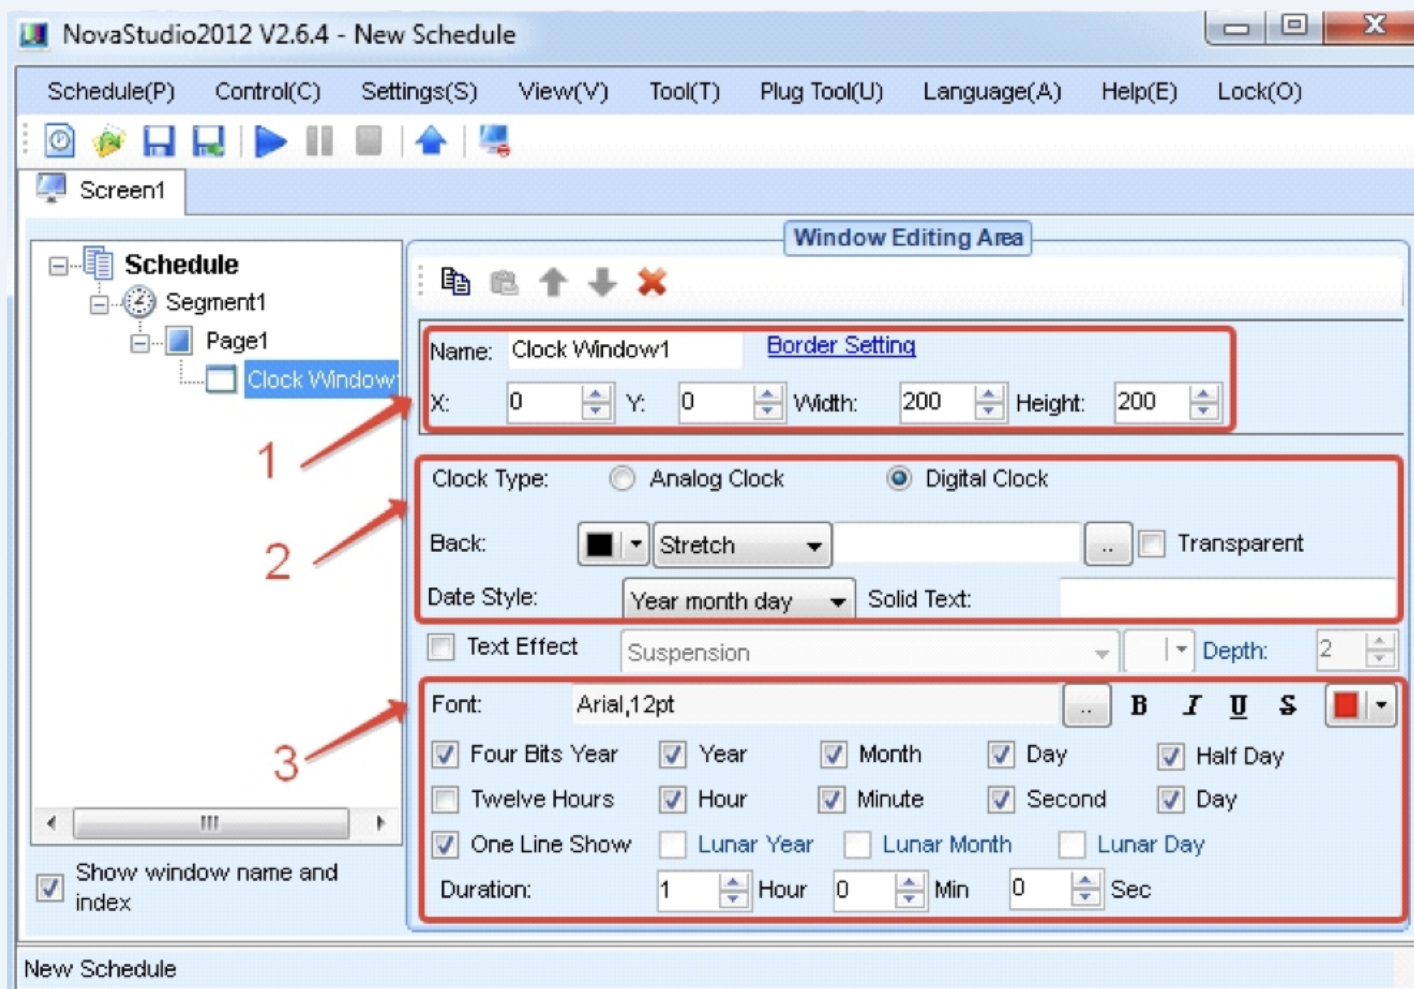 NovaStudio2012 V2.6.4 - New Schedule
Schedule(P) Control(C) Settings(S) View(V) Tool(T) Plug Tool(U) Language(A) Help(E) Lock(O)
Screen1
Window Editing Area
Schedule
Segment1
Page1
Clock Window1
Name: Clock Window1 Border Setting
X: 0 Y: 0 Width: 200 Height: 200
1
Clock Type: Analog Clock Digital Clock
2
Back: Stretch .. Transparent
Date Style: Year month day Solid Text:
Text Effect Suspension Depth: 2
Font: Arial,12pt .. B I U S
3
Four Bits Year Year Month Day Half Day
Twelve Hours Hour Minute Second Day
One Line Show Lunar Year Lunar Month Lunar Day
Duration: 1 Hour 0 Min 0 Sec
Show window name and
index
New Schedule